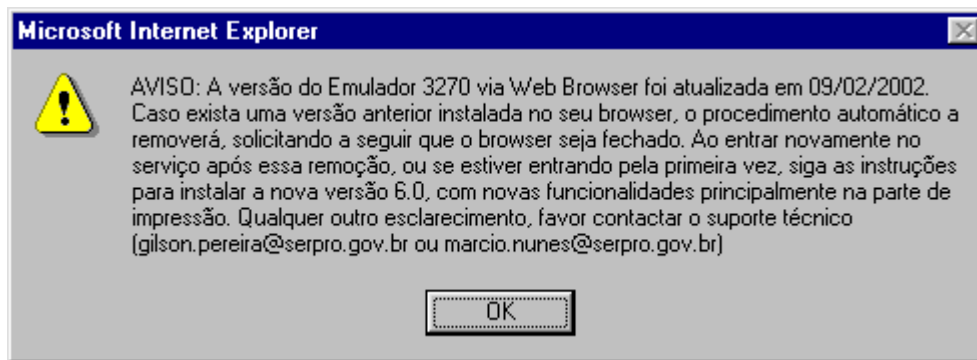 Microsoft Internet Explorer
AVISO: A versão do Emulador 3270 via Web Browser foi atualizada em 09/02/2002.
Caso exista uma versão anterior instalada no seu browser, o procedimento automático a
removerá, solicitando a seguir que o browser seja fechado. Ao entrar novamente no
serviço após essa remoção, ou se estiver entrando pela primeira vez, siga as instruções
para instalar a nova versão 6.0, com novas funcionalidades principalmente na parte de
impressão. Qualquer outro esclarecimento, favor contactar o suporte técnico
(gilson.pereira@serpro.gov.br ou marcio.nunes@serpro.gov.br)
OK